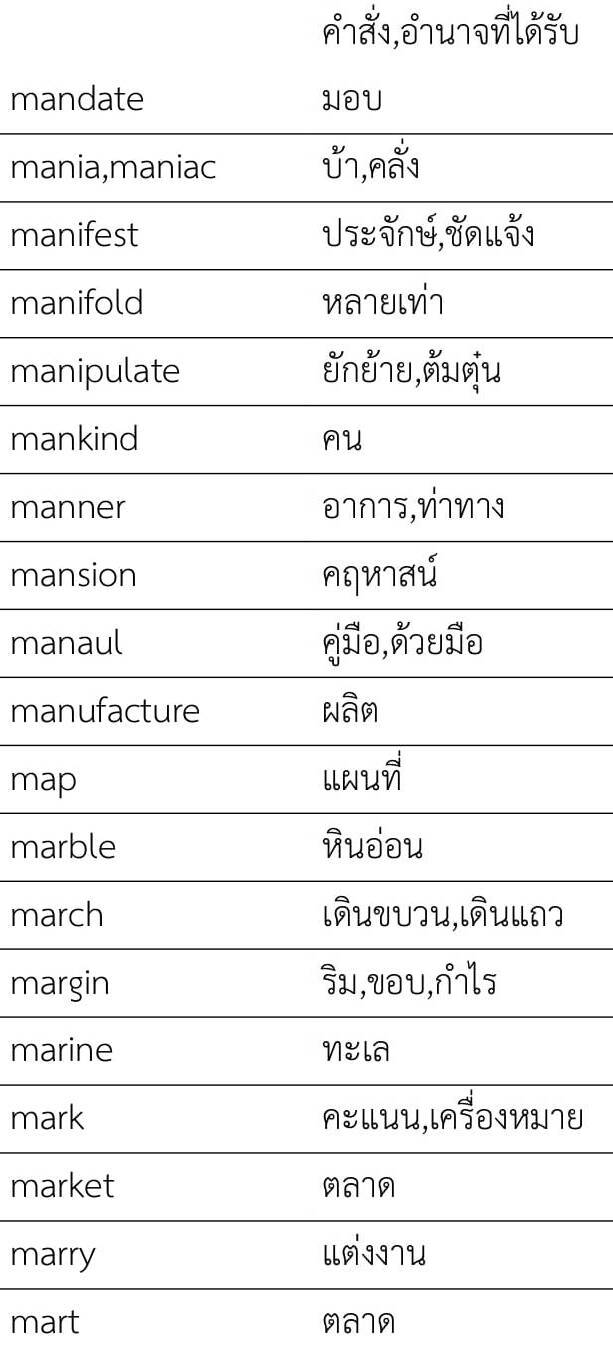 คำสั่ง,อำนาจที่ได้รับ
mandate มอบ
mania,maniac บ้า,คลั่ง
manifest ประจักษ์,ชัดแจ้ง
manifold หลายเท่า
manipulate ยักย้าย,ต้มตุ๋น
mankind คน
manner อาการ,ท่าทาง
mansion คฤหาสน์
manaul คู่มือ,ด้วยมือ
manufacture ผลิต
map แผนที่
marble หินอ่อน
march เดินขบวน,เดินแถว
margin ริม,ขอบ,กำไร
marine ทะเล
mark คะแนน,เครื่องหมาย
market ตลาด
marry แต่งงาน
mart ตลาด